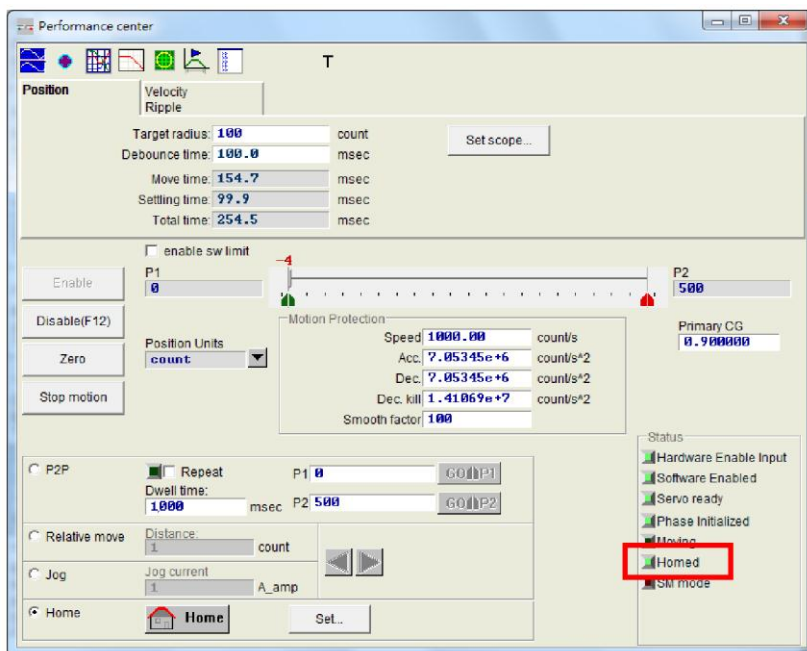 Performance center
T
Position
Velocity
Ripple
Target radius: 100 count
Set scope...
Debounce time: 100.0 msec
Move time: 154.7 msec
Settling time: 99.9 msec
Total time: 254.5 msec
enable sw limit
-4
P1
P2
0
500
Enable
Disable(F12)
Zero
Stop motion
Position Units
count
Motion Protection
Speed 1000.00 count/s
Acc. 7.05345e+6 count/s^2
Dec. 7.05345e+6 count/s^2
Dec. kill 1.41069e+7 count/s^2
Smooth factor 100
Primary CG
0.900000
P2P
Repeat
P1 0
GO P1
Dwell time:
1000 msec
P2 500
GO P2
Relative move
Distance:
1 count
Jog
Jog current
1 A_amp
Home
Home
Set...
Status
Hardware Enable Input
Software Enabled
Servo ready
Phase Initialized
Moving
Homed
SM mode